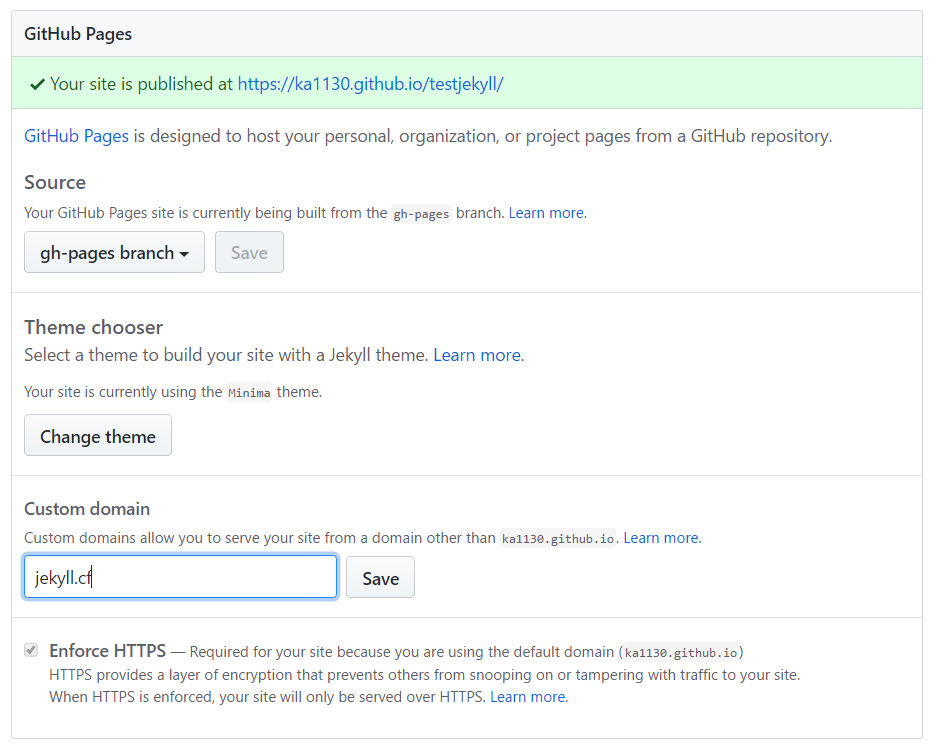 GitHub Pages
Your site is published at https://ka1130.github.io/testjekyll/
GitHub Pages is designed to host your personal, organization, or project pages from a GitHub repository.
Source
Your GitHub Pages site is currently being built from the gh-pages branch. Learn more.
gh-pages branch Save
Theme chooser
Select a theme to build your site with a Jekyll theme. Learn more.
Your site is currently using the Minima theme.
Change theme
Custom domain
Custom domains allow you to serve your site from a domain other than ka1130.github.io. Learn more.
jekyll.cf Save
Enforce HTTPS — Required for your site because you are using the default domain (ka1130.github.io)
HTTPS provides a layer of encryption that prevents others from snooping on or tampering with traffic to your site.
When HTTPS is enforced, your site will only be served over HTTPS. Learn more.